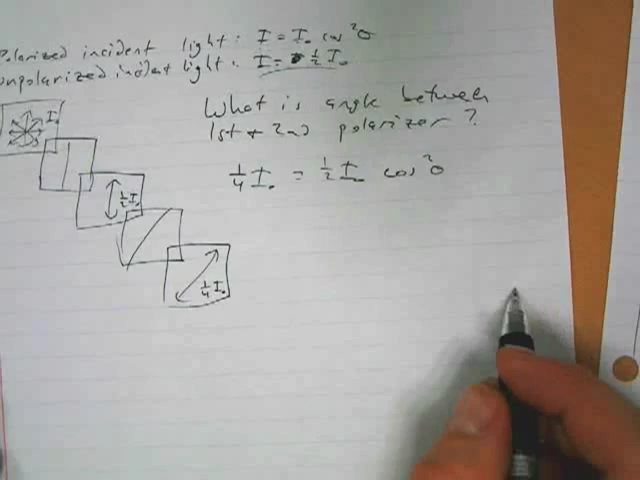 Polarized incident light: I = I₀ cos²θ
Unpolarized incident light: I = ½ I₀
What is angle between
1st + 2nd polarizer?
¼ I₀ = ½ I₀ cos²θ
I₀
½ I₀
¼ I₀